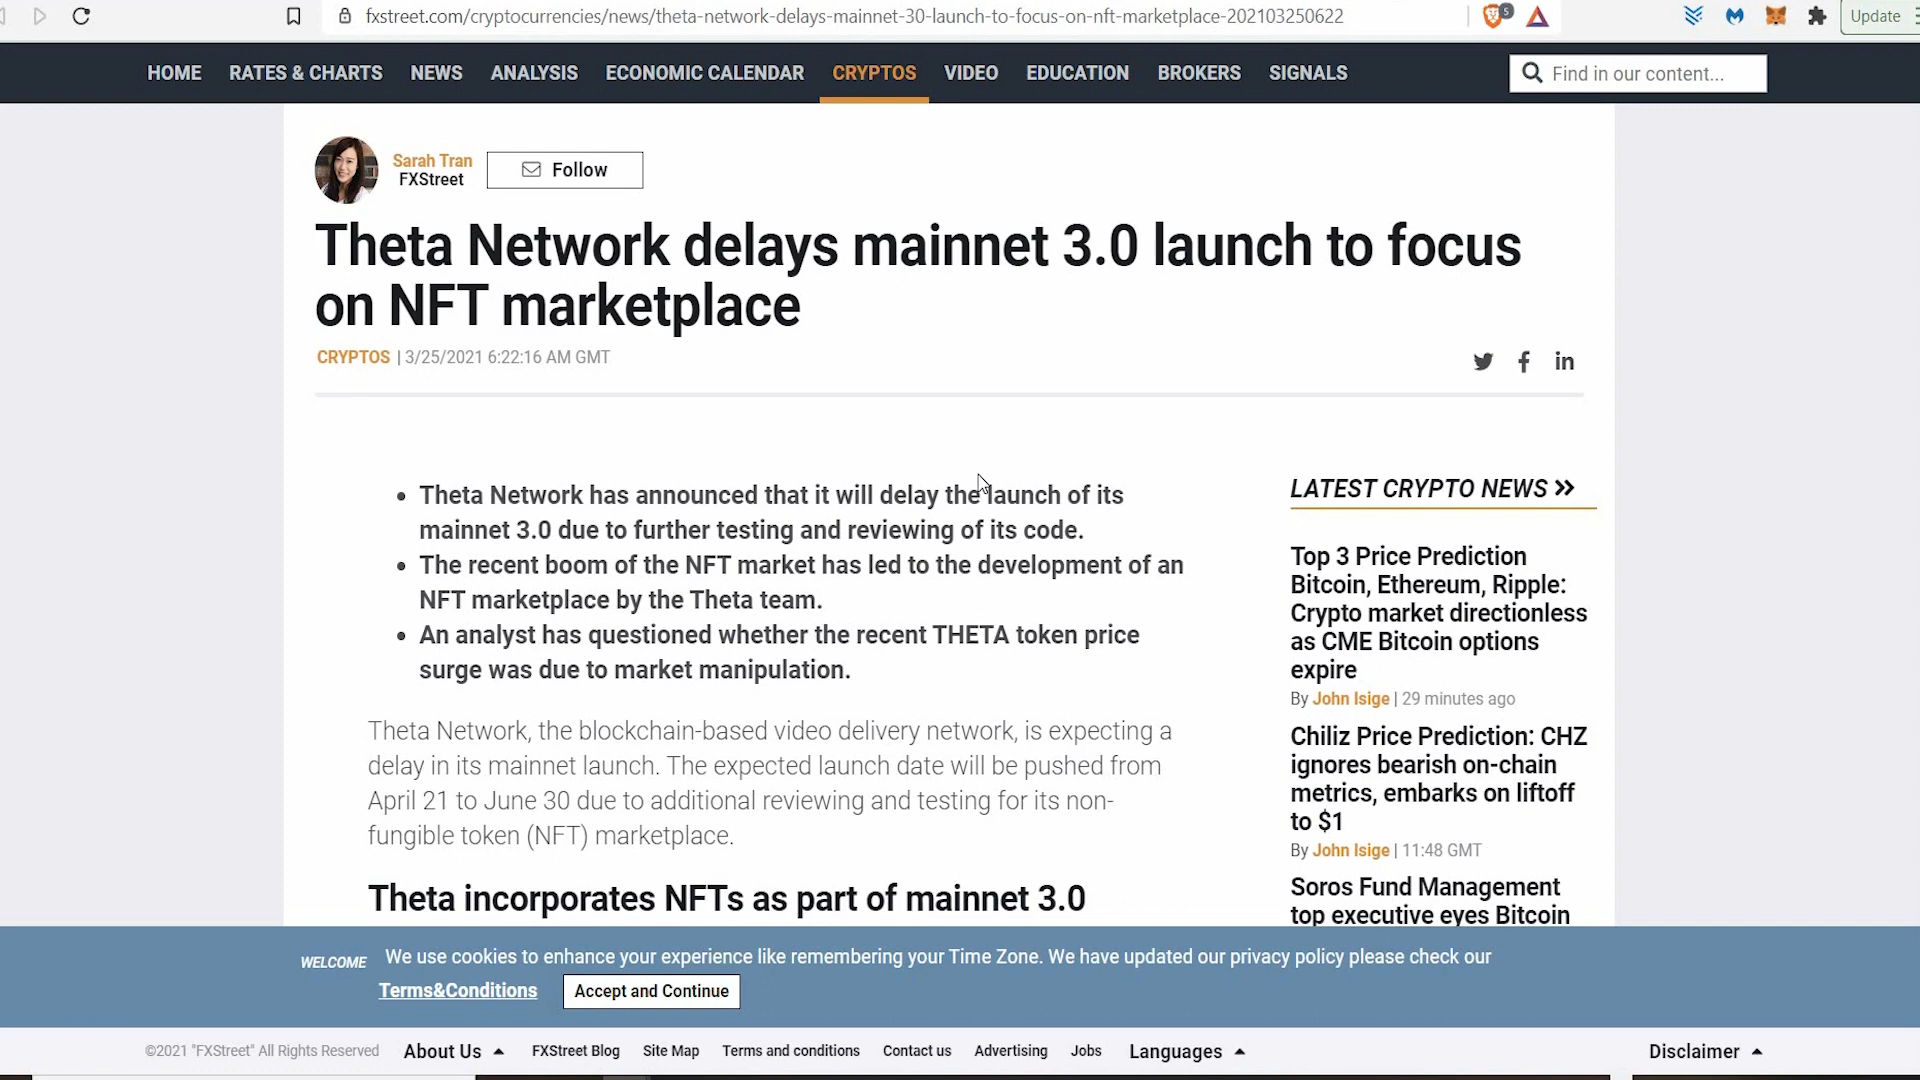 fxstreet.com/cryptocurrencies/news/theta-network-delays-mainnet-30-launch-to-focus-on-nft-marketplace-202103250622
5
Update
HOME RATES & CHARTS NEWS ANALYSIS ECONOMIC CALENDAR CRYPTOS VIDEO EDUCATION BROKERS SIGNALS
Find in our content...
Sarah Tran
FXStreet
Follow
Theta Network delays mainnet 3.0 launch to focus
on NFT marketplace
CRYPTOS | 3/25/2021 6:22:16 AM GMT
• Theta Network has announced that it will delay the launch of its
mainnet 3.0 due to further testing and reviewing of its code.
• The recent boom of the NFT market has led to the development of an
NFT marketplace by the Theta team.
• An analyst has questioned whether the recent THETA token price
surge was due to market manipulation.
Theta Network, the blockchain-based video delivery network, is expecting a
delay in its mainnet launch. The expected launch date will be pushed from
April 21 to June 30 due to additional reviewing and testing for its non-
fungible token (NFT) marketplace.
Theta incorporates NFTs as part of mainnet 3.0
LATEST CRYPTO NEWS
Top 3 Price Prediction
Bitcoin, Ethereum, Ripple:
Crypto market directionless
as CME Bitcoin options
expire
By John Isige | 29 minutes ago
Chiliz Price Prediction: CHZ
ignores bearish on-chain
metrics, embarks on liftoff
to $1
By John Isige | 11:48 GMT
Soros Fund Management
top executive eyes Bitcoin
WELCOME We use cookies to enhance your experience like remembering your Time Zone. We have updated our privacy policy please check our
Terms&Conditions Accept and Continue
©2021 "FXStreet" All Rights Reserved About Us FXStreet Blog Site Map Terms and conditions Contact us Advertising Jobs Languages Disclaimer